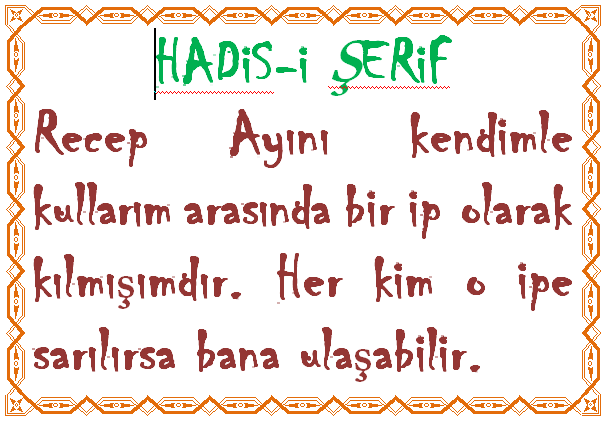 HADiS-i ŞERiF
Recep Ayını kendimle
kullarım arasında bir ip olarak
kılmışımdır. Her kim o ipe
sarılırsa bana ulaşabilir.